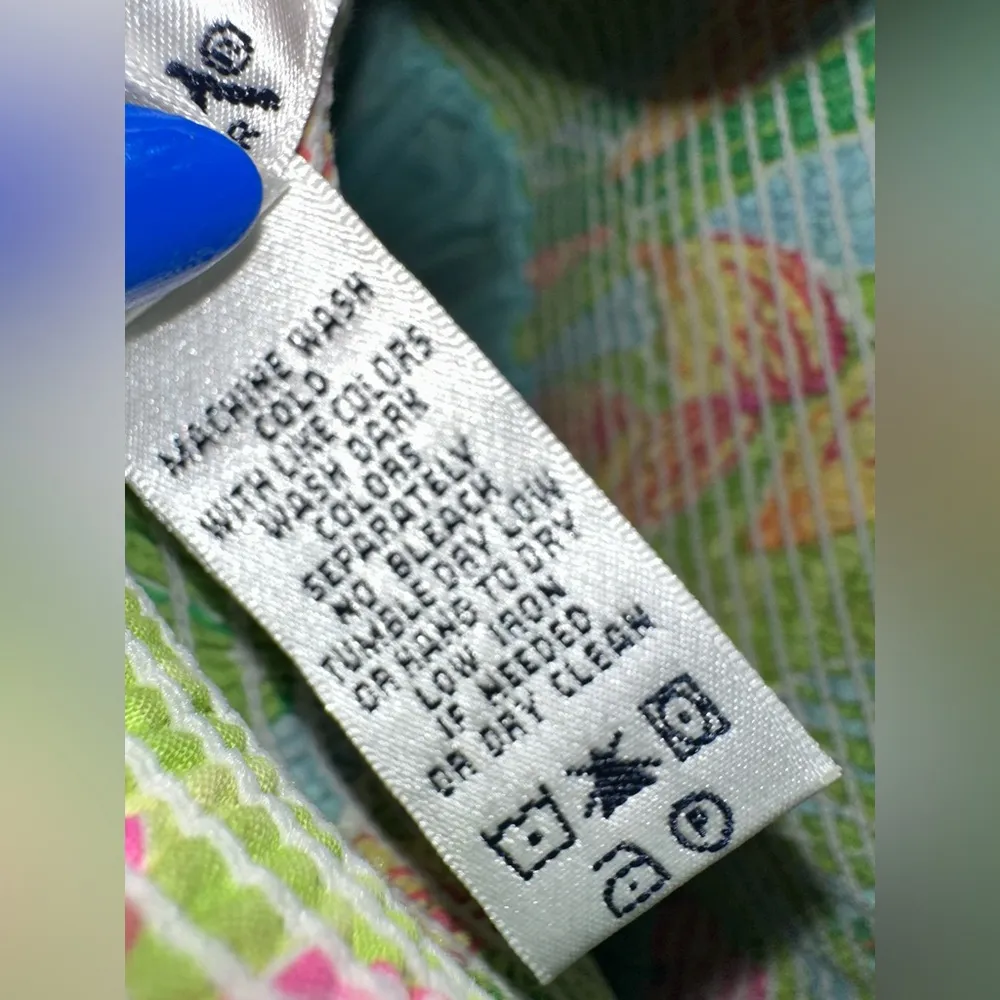 MACHINE WASH
COLD
WITH LIKE COLORS
WASH DARK
COLORS
SEPARATELY
NO BLEACH
TUMBLE DRY LOW
OR HANG TO DRY
LOW IRON
IF NEEDED
OR DRY CLEAN
P